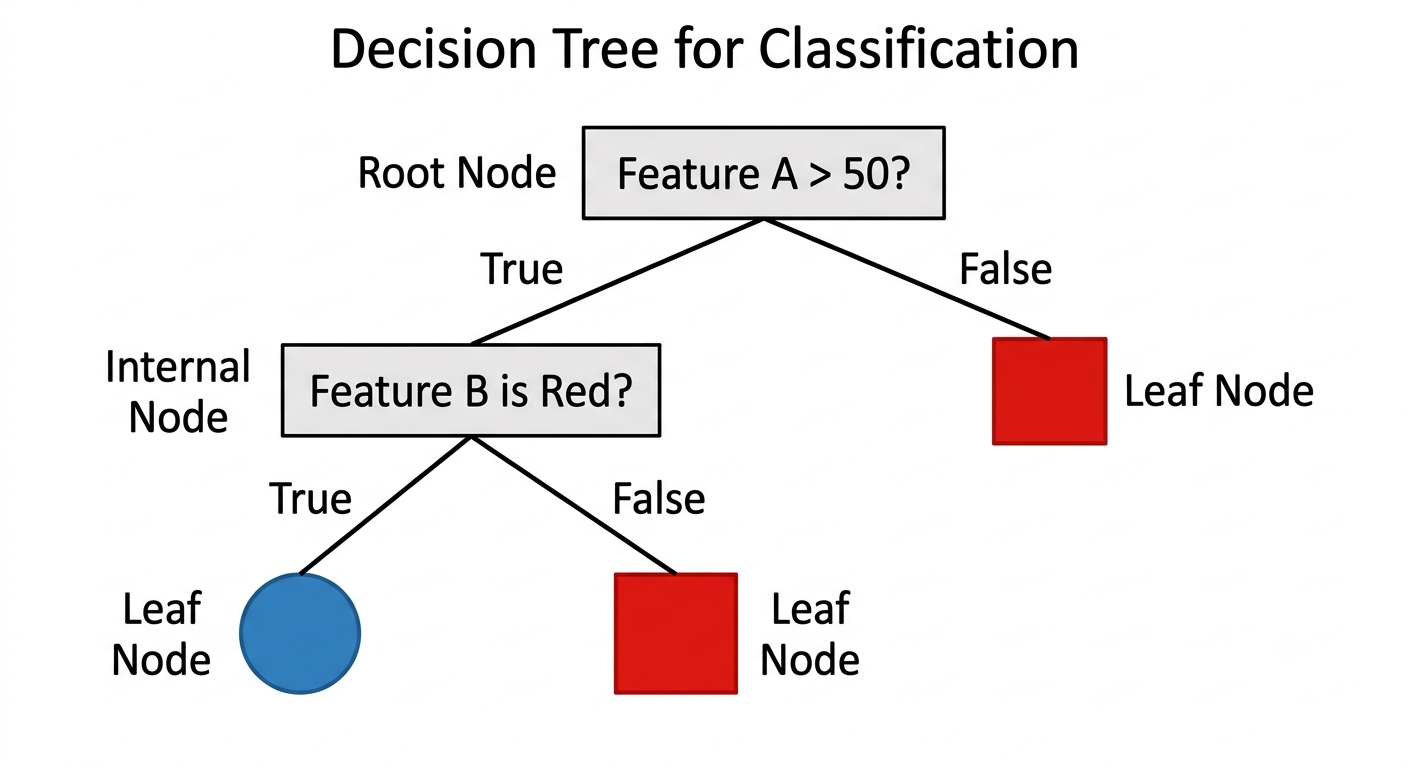 Decision Tree for Classification
Root Node
Feature A > 50?
True
False
Internal
Node
Feature B is Red?
Leaf Node
True
False
Leaf
Node
Leaf
Node